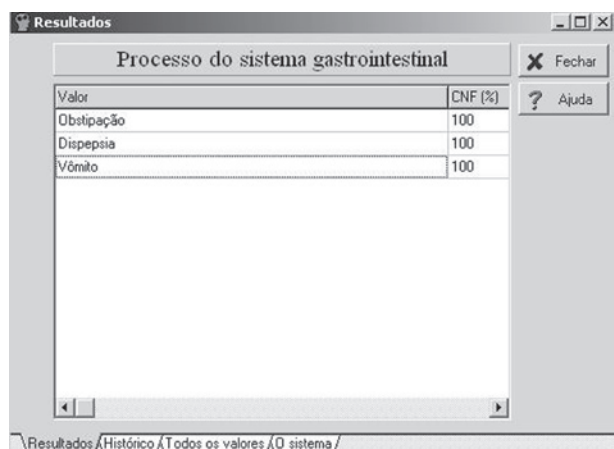 Resultados
Processo do sistema gastrointestinal
Fechar
Ajuda
Valor CNF (%)
Obstipação 100
Dispepsia 100
Vômito 100
Resultados Histórico Todos os valores O sistema